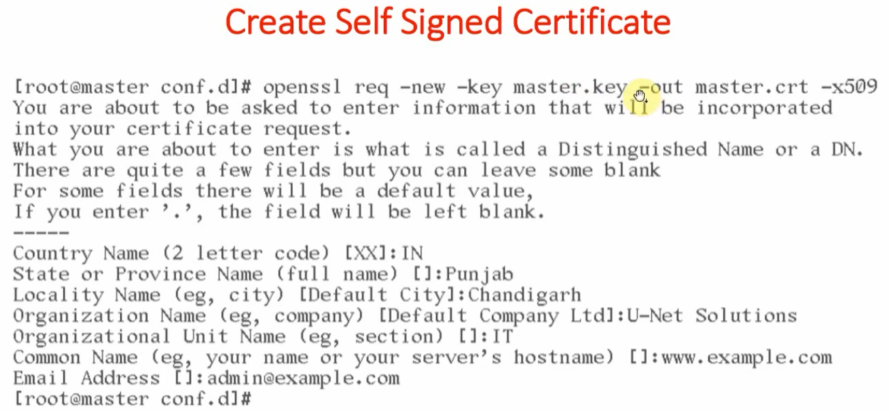 Create Self Signed Certificate
[root@master conf.d]# openssl req -new -key master.key -out master.crt -x509
You are about to be asked to enter information that will be incorporated
into your certificate request.
What you are about to enter is what is called a Distinguished Name or a DN.
There are quite a few fields but you can leave some blank
For some fields there will be a default value,
If you enter '.', the field will be left blank.
-----
Country Name (2 letter code) [XX]:IN
State or Province Name (full name) []:Punjab
Locality Name (eg, city) [Default City]:Chandigarh
Organization Name (eg, company) [Default Company Ltd]:U-Net Solutions
Organizational Unit Name (eg, section) []:IT
Common Name (eg, your name or your server's hostname) []:www.example.com
Email Address []:admin@example.com
[root@master conf.d]#